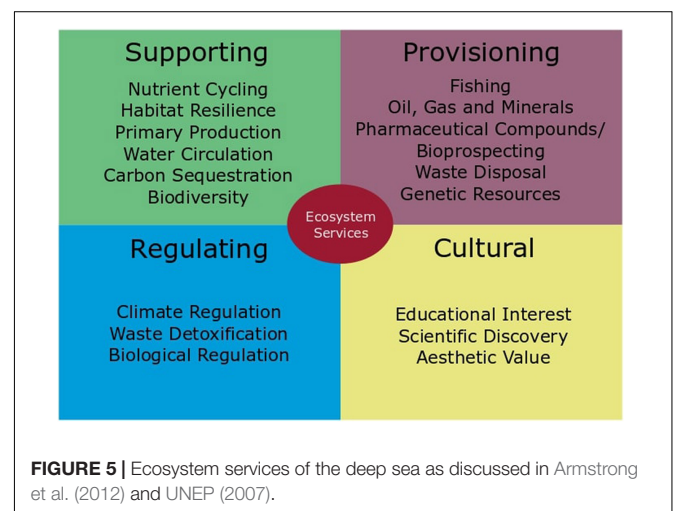 Supporting
Nutrient Cycling
Habitat Resilience
Primary Production
Water Circulation
Carbon Sequestration
Biodiversity
Provisioning
Fishing
Oil, Gas and Minerals
Pharmaceutical Compounds/
Bioprospecting
Waste Disposal
Genetic Resources
Ecosystem
Services
Regulating
Climate Regulation
Waste Detoxification
Biological Regulation
Cultural
Educational Interest
Scientific Discovery
Aesthetic Value
FIGURE 5 | Ecosystem services of the deep sea as discussed in Armstrong
et al. (2012) and UNEP (2007).